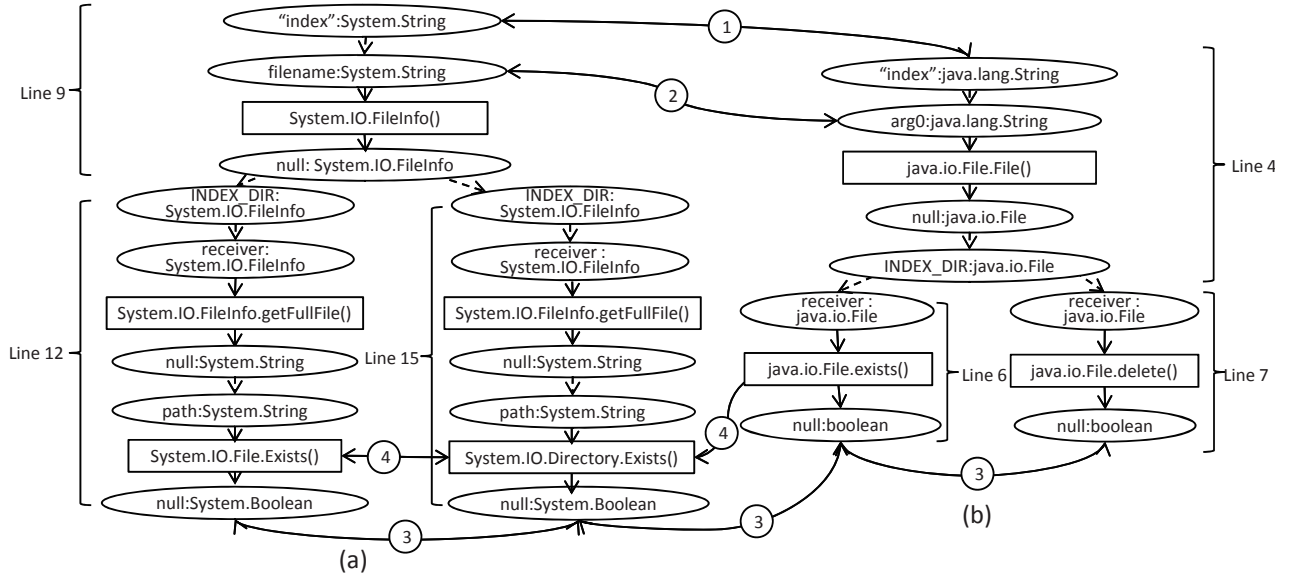 "index":System.String
1
Line 9
filename:System.String
2
System.IO.FileInfo()
null: System.IO.FileInfo
"index":java.lang.String
arg0:java.lang.String
java.io.File.File()
Line 4
null:java.io.File
INDEX_DIR:java.io.File
INDEX_DIR:
System.IO.FileInfo
receiver:
System.IO.FileInfo
System.IO.FileInfo.getFullFile()
Line 12
null:System.String
path:System.String
System.IO.File.Exists()
null:System.Boolean
INDEX_DIR:
System.IO.FileInfo
receiver :
System.IO.FileInfo
System.IO.FileInfo.getFullFile()
Line 15
null:System.String
path:System.String
4
System.IO.Directory.Exists()
null:System.Boolean
3
(a)
receiver :
java.io.File
java.io.File.exists()
Line 6
4
null:boolean
receiver :
java.io.File
java.io.File.delete()
Line 7
null:boolean
3
3
(b)